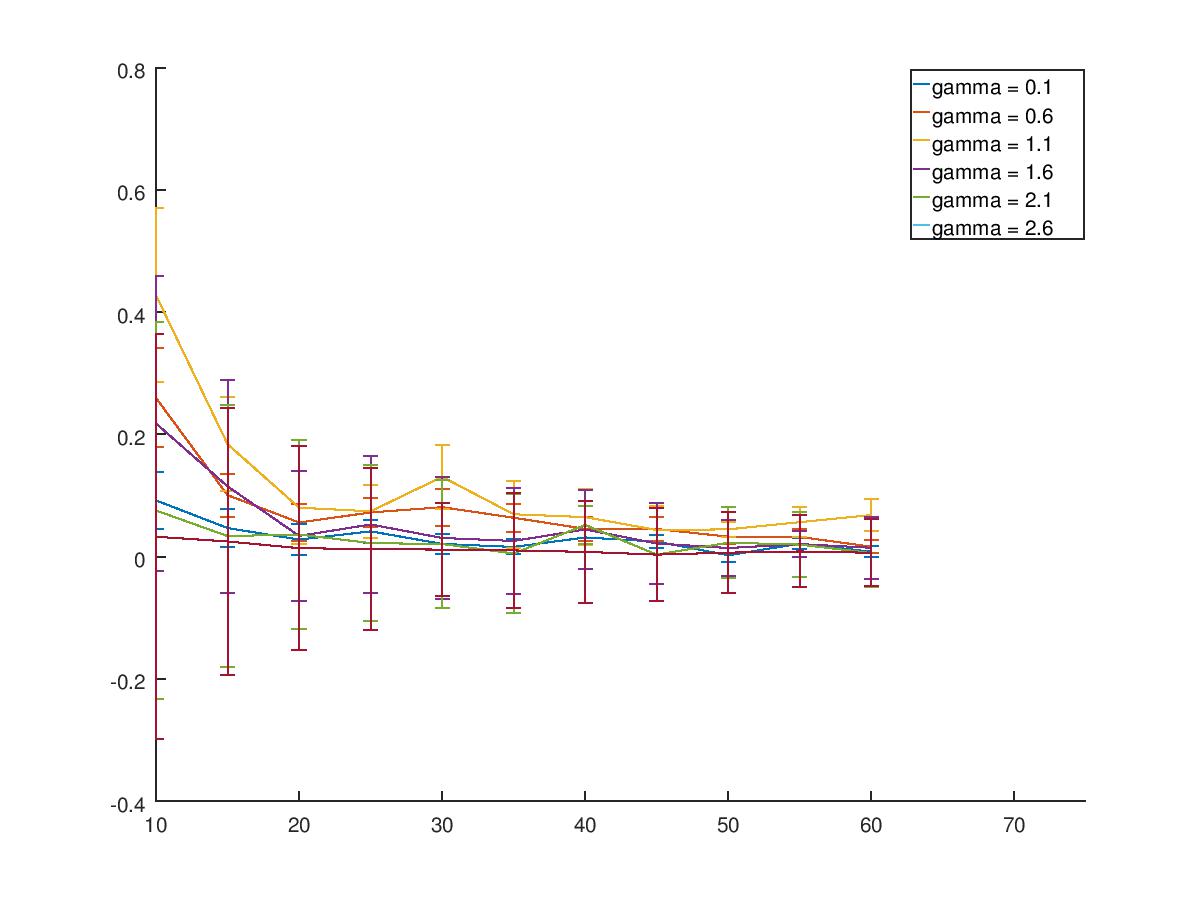 0.8
0.6
0.4
0.2
0
-0.2
-0.4
10 20 30 40 50 60 70
gamma = 0.1
gamma = 0.6
gamma = 1.1
gamma = 1.6
gamma = 2.1
gamma = 2.6